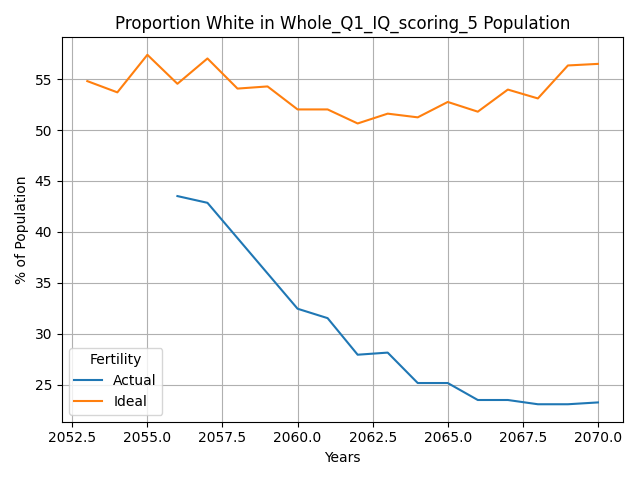 Proportion White in Whole_Q1_IQ_scoring_5 Population
% of Population
55
50
45
40
35
30
25
Fertility
Actual
Ideal
2052.5 2055.0 2057.5 2060.0 2062.5 2065.0 2067.5 2070.0
Years